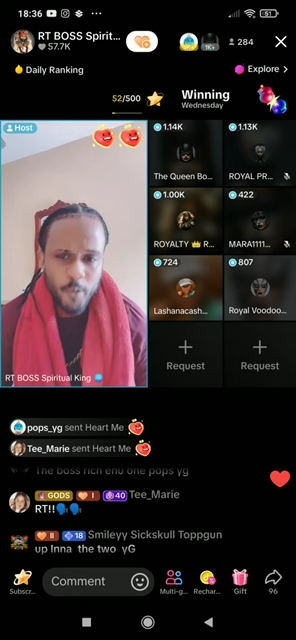 18:36
51
RT BOSS Spirit...
57.7K
1K+
284
Daily Ranking
Explore >
52/500
Winning
Wednesday
Host
1.14K
The Queen Bo...
1.13K
ROYAL PR...
1.00K
ROYALTY 👑 R...
422
MARA1111...
724
Lashanacash...
807
Royal Voodoo...
+
Request
+
Request
RT BOSS Spiritual King
pops_yg sent Heart Me
Tee_Marie sent Heart Me
The boss rich enu one pops yg
GODS I 40 Tee_Marie
RT!!🗣🗣
II 18 Smileyy Sickskull Toppgun
up Inna the two yG
Subscr...
Comment
Multi-g...
Rechar...
Gift
96